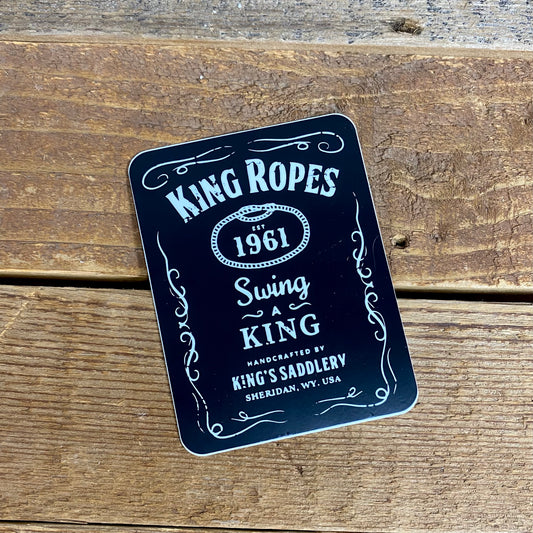 KING ROPES
EST
1961
Swing
A
KING
HANDCRAFTED BY
KING'S SADDLERY
SHERIDAN, WY. USA